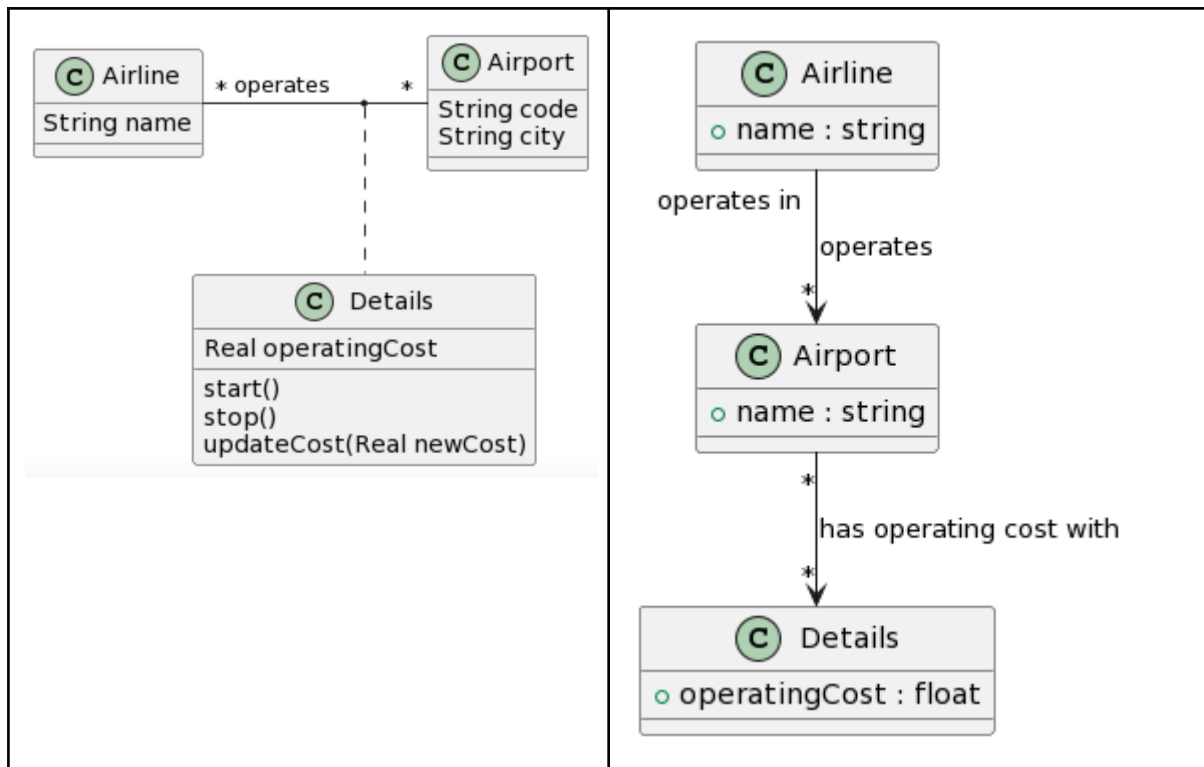 C Airline
String name
* operates *
C Airport
String code
String city
C Details
Real operatingCost
start()
stop()
updateCost(Real newCost)
C Airline
name : string
operates in
operates
*
C Airport
name : string
*
has operating cost with
*
C Details
operatingCost : float